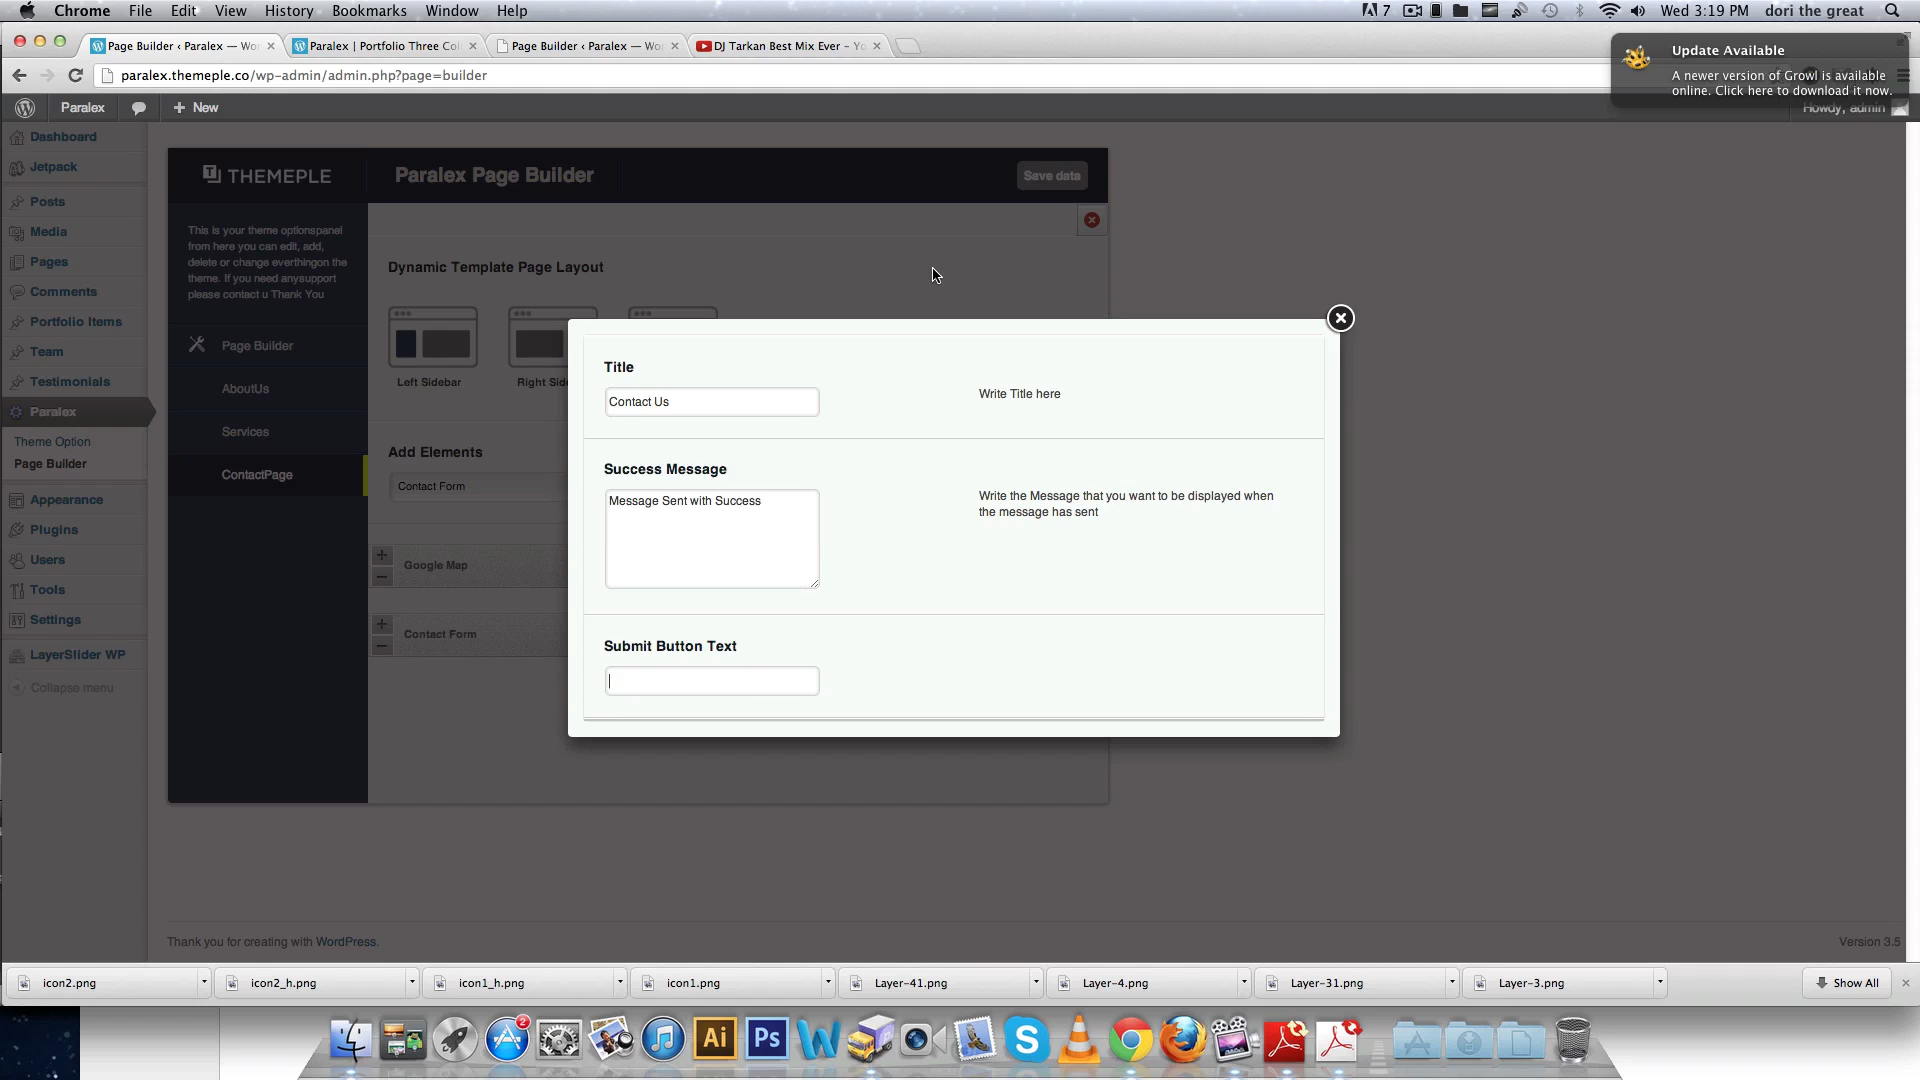 Chrome File Edit View History Bookmarks Window Help
7
Wed 3:19 PM dori the great
Page Builder ‹ Paralex — Wo
Paralex | Portfolio Three Col
Page Builder ‹ Paralex — Wo
DJ Tarkan Best Mix Ever – Yo
paralex.themeple.co/wp-admin/admin.php?page=builder
Update Available
A newer version of Growl is available
online. Click here to download it now.
Paralex
+ New
Howdy, admin
Dashboard
Jetpack
Posts
Media
Pages
Comments
Portfolio Items
Team
Testimonials
Paralex
Theme Option
Page Builder
Appearance
Plugins
Users
Tools
Settings
LayerSlider WP
Collapse menu
THEMEPLE
Paralex Page Builder
Save data
This is your theme optionspanel
from here you can edit, add,
delete or change everthingon the
theme. If you need anysupport
please contact u Thank You
Page Builder
AboutUs
Services
ContactPage
Dynamic Template Page Layout
Left Sidebar
Right Sid
Add Elements
Contact Form
Google Map
Contact Form
Title
Contact Us
Write Title here
Success Message
Message Sent with Success
Write the Message that you want to be displayed when
the message has sent
Submit Button Text
Thank you for creating with WordPress.
Version 3.5
icon2.png
icon2_h.png
icon1_h.png
icon1.png
Layer-41.png
Layer-4.png
Layer-31.png
Layer-3.png
Show All
2
Ai
Ps
W
S